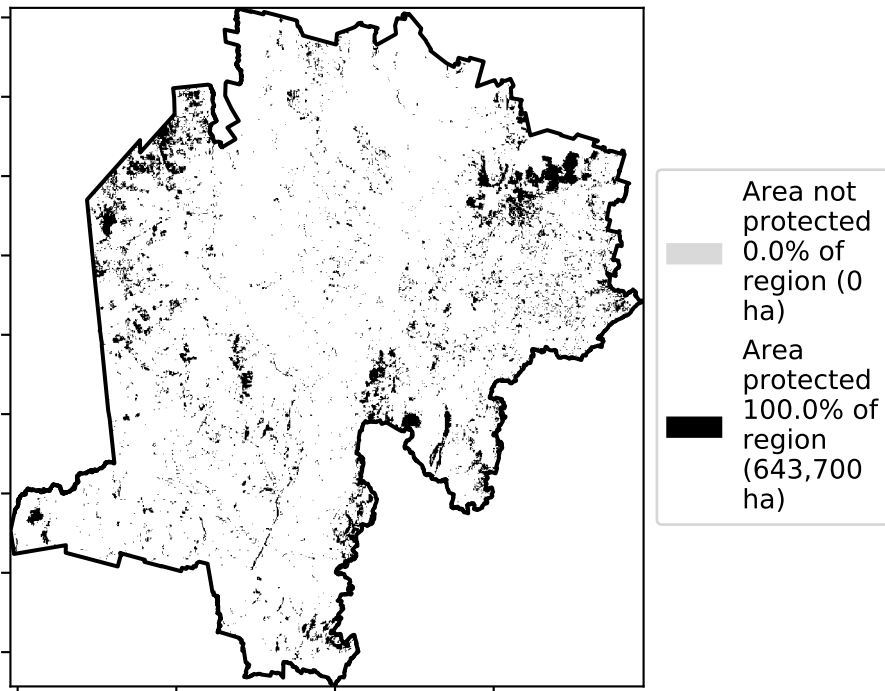 Area not
protected
0.0% of
region (0
ha)
Area
protected
100.0% of
region
(643,700
ha)